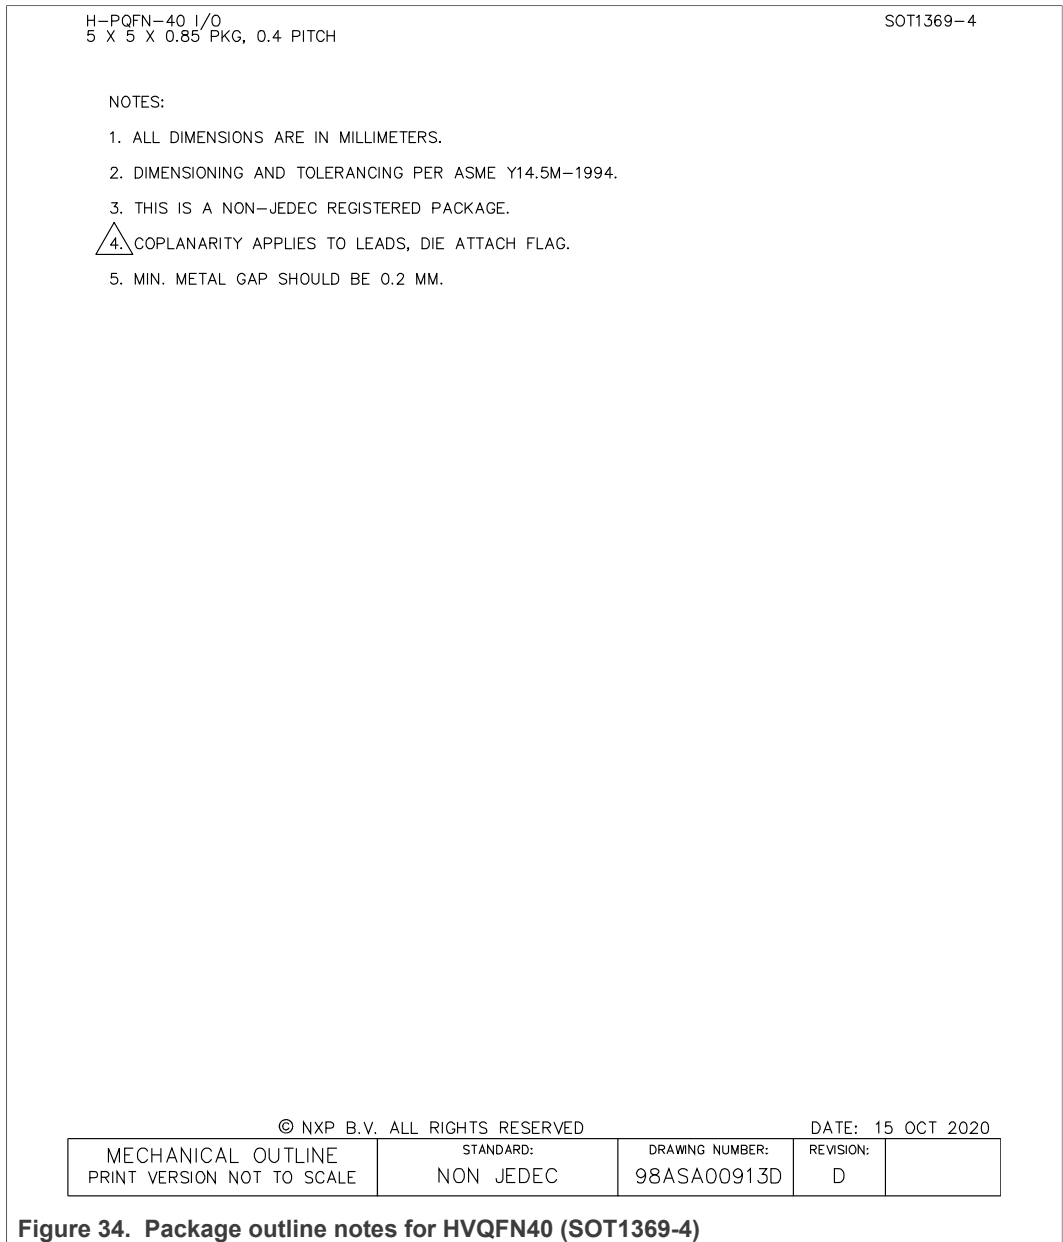 H-PQFN-40 I/O SOT1369-4
5 X 5 X 0.85 PKG, 0.4 PITCH
NOTES:
1. ALL DIMENSIONS ARE IN MILLIMETERS.
2. DIMENSIONING AND TOLERANCING PER ASME Y14.5M-1994.
3. THIS IS A NON-JEDEC REGISTERED PACKAGE.
4. COPLANARITY APPLIES TO LEADS, DIE ATTACH FLAG.
5. MIN. METAL GAP SHOULD BE 0.2 MM.
© NXP B.V. ALL RIGHTS RESERVED DATE: 15 OCT 2020
MECHANICAL OUTLINE STANDARD: DRAWING NUMBER: REVISION:
PRINT VERSION NOT TO SCALE NON JEDEC 98ASA00913D D
Figure 34. Package outline notes for HVQFN40 (SOT1369-4)